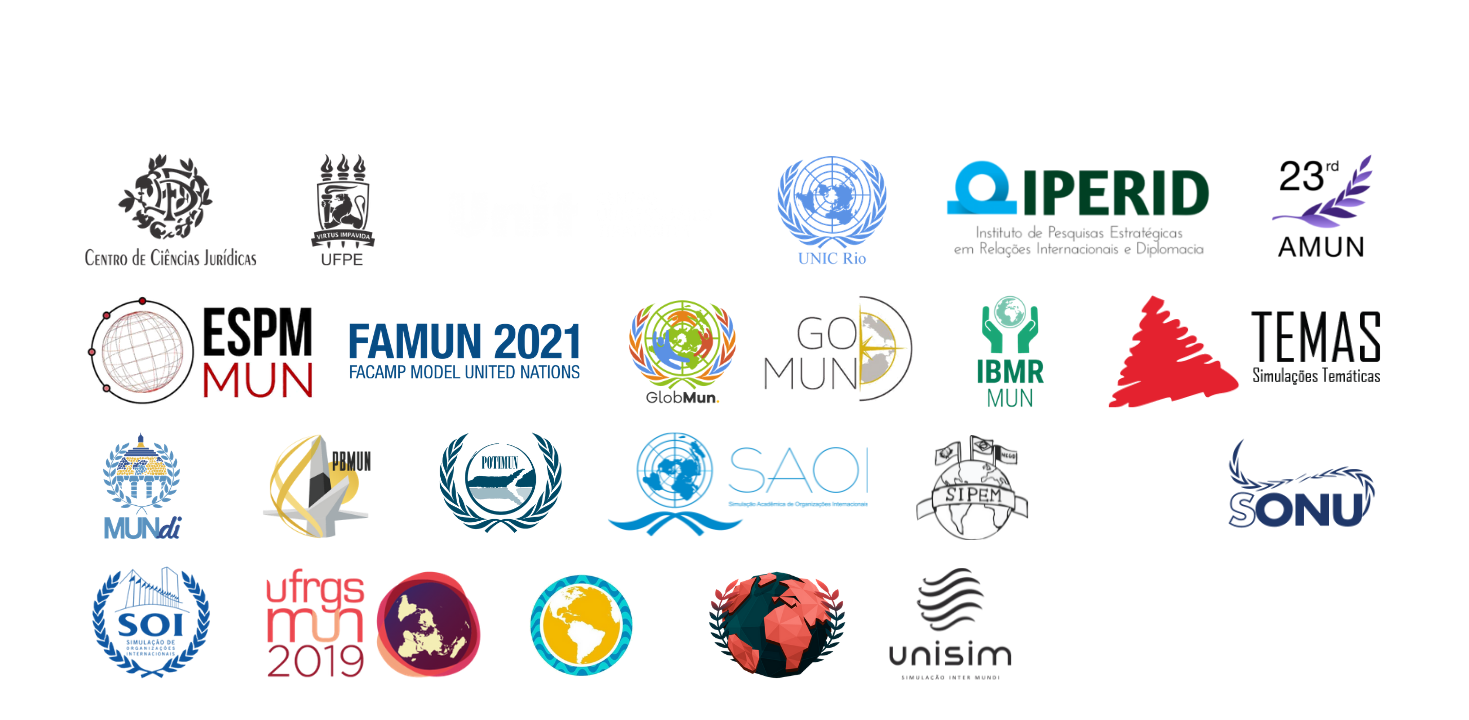 CENTRO DE CIÊNCIAS JURÍDICAS
VIRTUS IMPAVIDA
UFPE
UNIC Rio
IPERID
Instituto de Pesquisas Estratégicas
em Relações Internacionais e Diplomacia
23rd
AMUN
ESPM
MUN
FAMUN 2021
FACAMP MODEL UNITED NATIONS
GlobMun.
GO
MUN
IBMR
MUN
TEMAS
Simulações Temáticas
MUNdi
PBMUN
POTIMUN
SAOI
Simulação Acadêmica de Organizações Internacionais
SIPEM
SONU
SOI
SIMULAÇÃO DE
ORGANIZAÇÕES
INTERNACIONAIS
ufrgs
mun
2019
unisim
SIMULAÇÃO INTER MUNDI